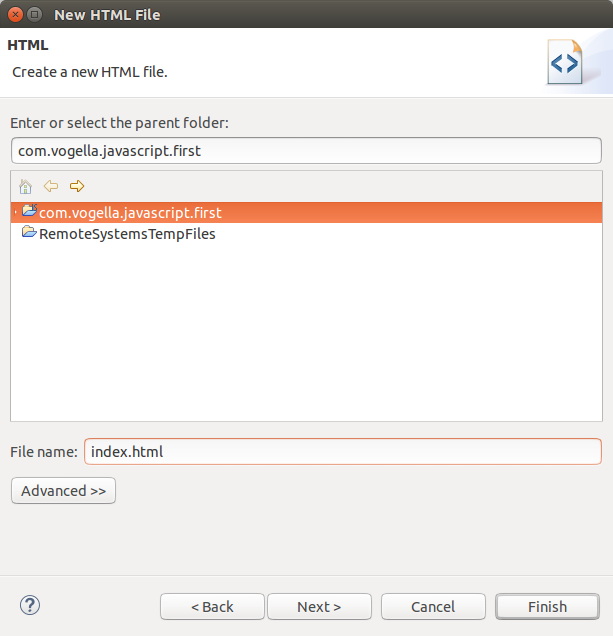 New HTML File
HTML
Create a new HTML file.
Enter or select the parent folder:
com.vogella.javascript.first
com.vogella.javascript.first
RemoteSystemsTempFiles
File name: index.html
Advanced >>
? < Back Next > Cancel Finish